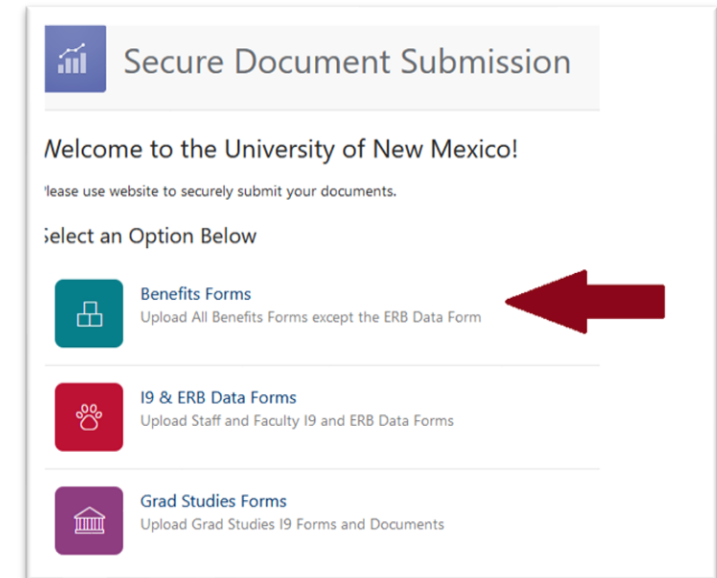 Secure Document Submission
Welcome to the University of New Mexico!
Please use website to securely submit your documents.
Select an Option Below
Benefits Forms
Upload All Benefits Forms except the ERB Data Form
I9 & ERB Data Forms
Upload Staff and Faculty I9 and ERB Data Forms
Grad Studies Forms
Upload Grad Studies I9 Forms and Documents